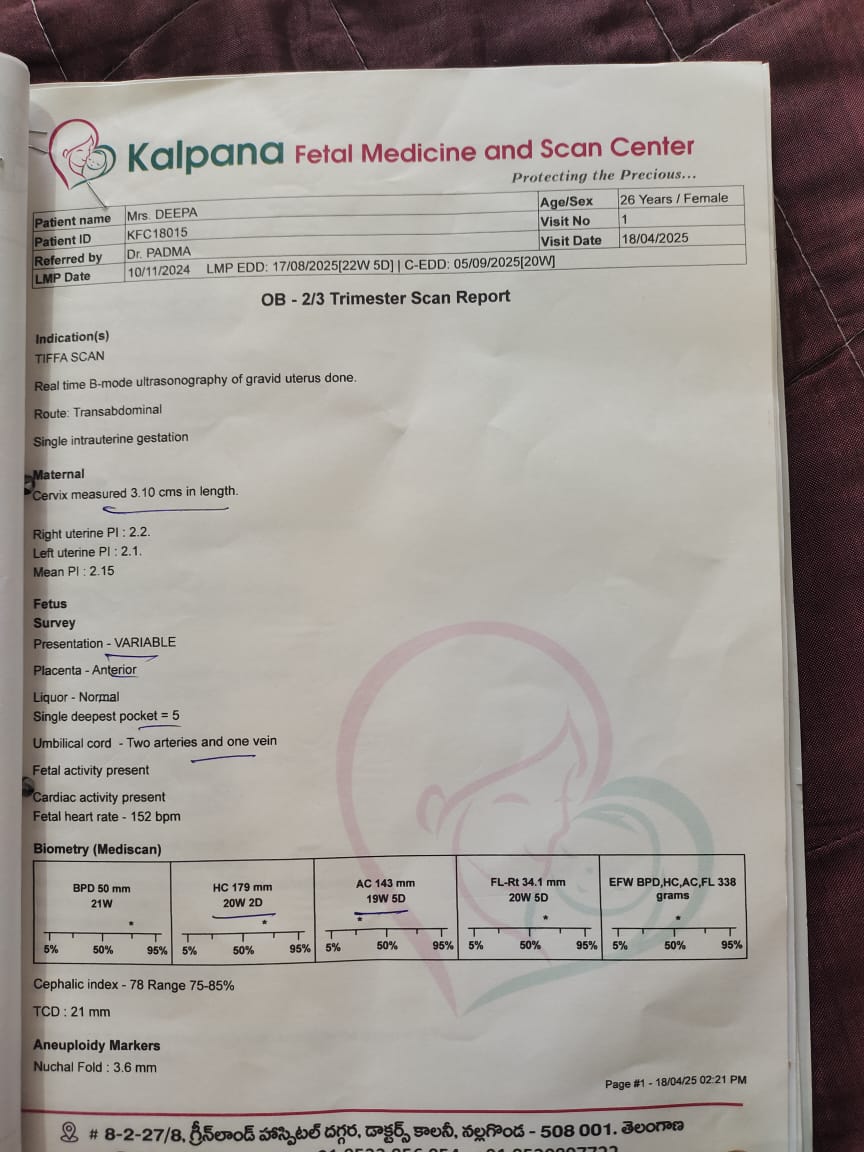 Kalpana Fetal Medicine and Scan Center
Protecting the Precious...
Patient name Mrs. DEEPA Age/Sex 26 Years / Female
Patient ID KFC18015 Visit No 1
Referred by Dr. PADMA Visit Date 18/04/2025
LMP Date 10/11/2024 LMP EDD: 17/08/2025[22W 5D] | C-EDD: 05/09/2025[20W]
OB - 2/3 Trimester Scan Report
Indication(s)
TIFFA SCAN
Real time B-mode ultrasonography of gravid uterus done.
Route: Transabdominal
Single intrauterine gestation
Maternal
Cervix measured 3.10 cms in length.
Right uterine PI : 2.2.
Left uterine PI : 2.1.
Mean PI : 2.15
Fetus
Survey
Presentation - VARIABLE
Placenta - Anterior
Liquor - Normal
Single deepest pocket = 5
Umbilical cord - Two arteries and one vein
Fetal activity present
Cardiac activity present
Fetal heart rate - 152 bpm
Biometry (Mediscan)
BPD 50 mm HC 179 mm AC 143 mm FL-Rt 34.1 mm EFW BPD,HC,AC,FL 338
21W 20W 2D 19W 5D 20W 5D grams
* * * * *
5% 50% 95% 5% 50% 95% 5% 50% 95% 5% 50% 95% 5% 50% 95%
Cephalic index - 78 Range 75-85%
TCD : 21 mm
Aneuploidy Markers
Nuchal Fold : 3.6 mm
Page #1 - 18/04/25 02:21 PM
# 8-2-27/8, గ్రీన్‌లాండ్ హాస్పిటల్ దగ్గర, డాక్టర్స్ కాలనీ, నల్లగొండ - 508 001. తెలంగాణ